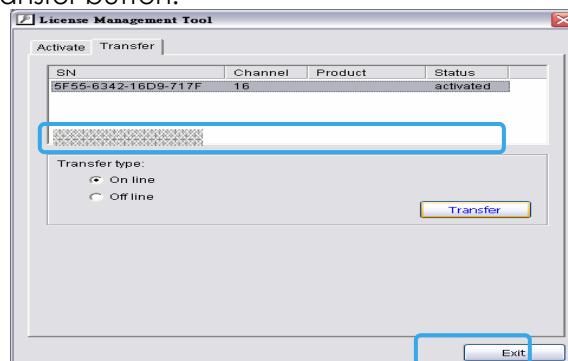 ansfer button.
License Management Tool
Activate Transfer
SN Channel Product Status
5F55-6342-16D9-717F 16 activated
Transfer type:
On line
Off line
Transfer
Exit